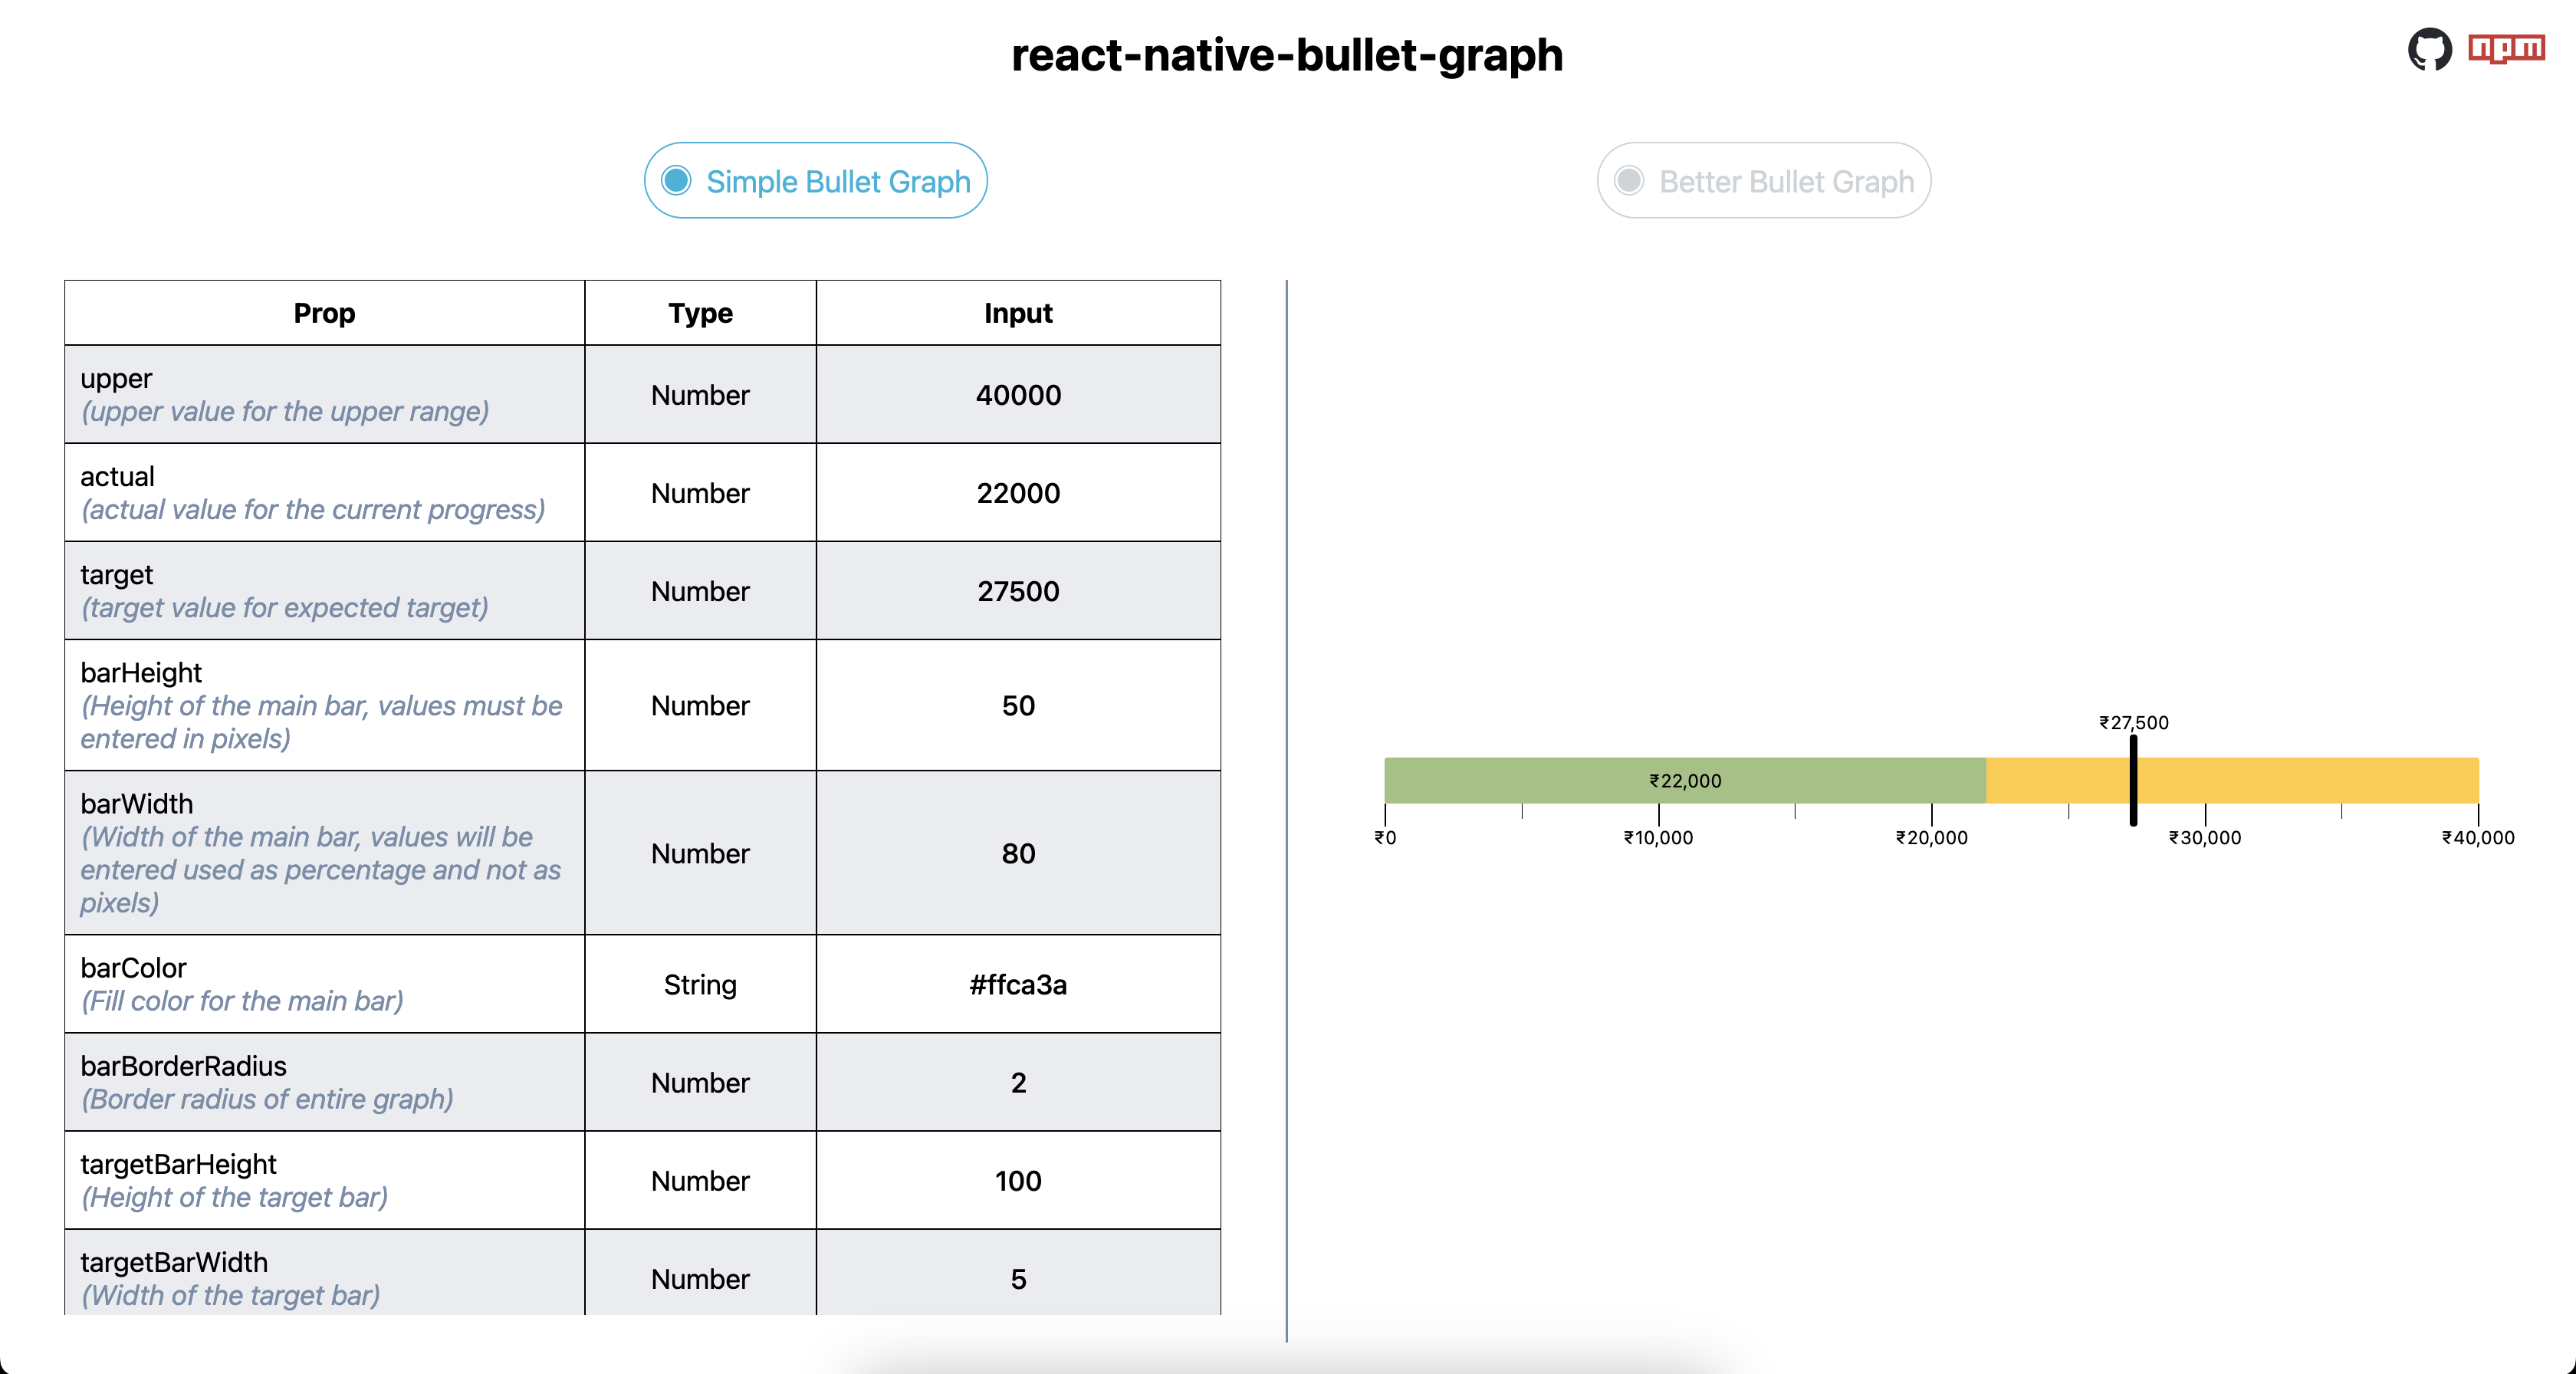 react-native-bullet-graph
npm
Simple Bullet Graph
Better Bullet Graph
Prop Type Input
upper
(upper value for the upper range)
Number 40000
actual
(actual value for the current progress)
Number 22000
target
(target value for expected target)
Number 27500
barHeight
(Height of the main bar, values must be
entered in pixels)
Number 50
barWidth
(Width of the main bar, values will be
entered used as percentage and not as
pixels)
Number 80
barColor
(Fill color for the main bar)
String #ffca3a
barBorderRadius
(Border radius of entire graph)
Number 2
targetBarHeight
(Height of the target bar)
Number 100
targetBarWidth
(Width of the target bar)
Number 5
₹27,500
₹22,000
₹0 ₹10,000 ₹20,000 ₹30,000 ₹40,000